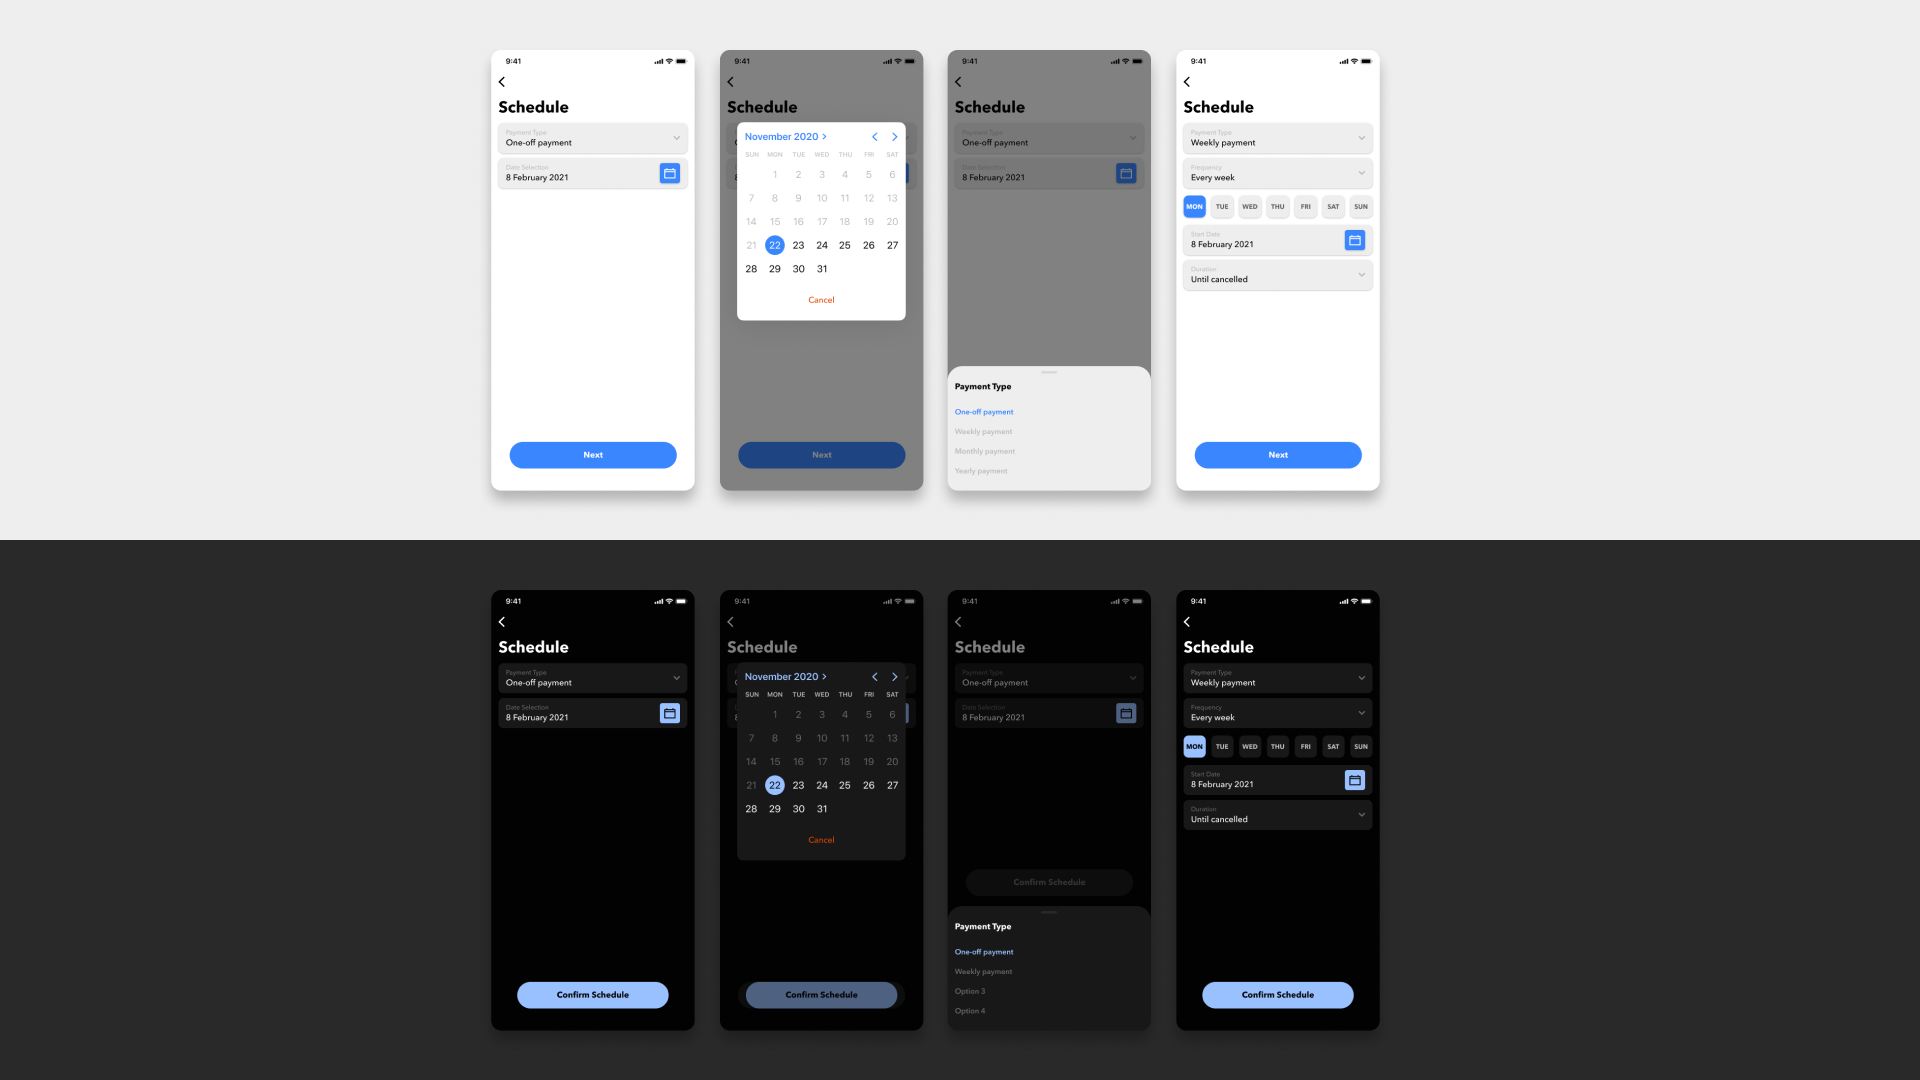 9:41
Schedule
Payment Type
One-off payment
Date Selection
8 February 2021
Next
9:41
Schedule
November 2020
SUN MON TUE WED THU FRI SAT
1 2 3 4 5 6
7 8 9 10 11 12 13
14 15 16 17 18 19 20
21 22 23 24 25 26 27
28 29 30 31
Cancel
Next
9:41
Schedule
Payment Type
One-off payment
Date Selection
8 February 2021
Payment Type
One-off payment
Weekly payment
Monthly payment
Yearly payment
9:41
Schedule
Payment Type
Weekly payment
Frequency
Every week
MON TUE WED THU FRI SAT SUN
Start Date
8 February 2021
Duration
Until cancelled
Next
9:41
Schedule
Payment Type
One-off payment
Date Selection
8 February 2021
Confirm Schedule
9:41
Schedule
November 2020
SUN MON TUE WED THU FRI SAT
1 2 3 4 5 6
7 8 9 10 11 12 13
14 15 16 17 18 19 20
21 22 23 24 25 26 27
28 29 30 31
Cancel
Confirm Schedule
9:41
Schedule
Payment Type
One-off payment
Date Selection
8 February 2021
Confirm Schedule
Payment Type
One-off payment
Weekly payment
Option 3
Option 4
9:41
Schedule
Payment Type
Weekly payment
Frequency
Every week
MON TUE WED THU FRI SAT SUN
Start Date
8 February 2021
Duration
Until cancelled
Confirm Schedule